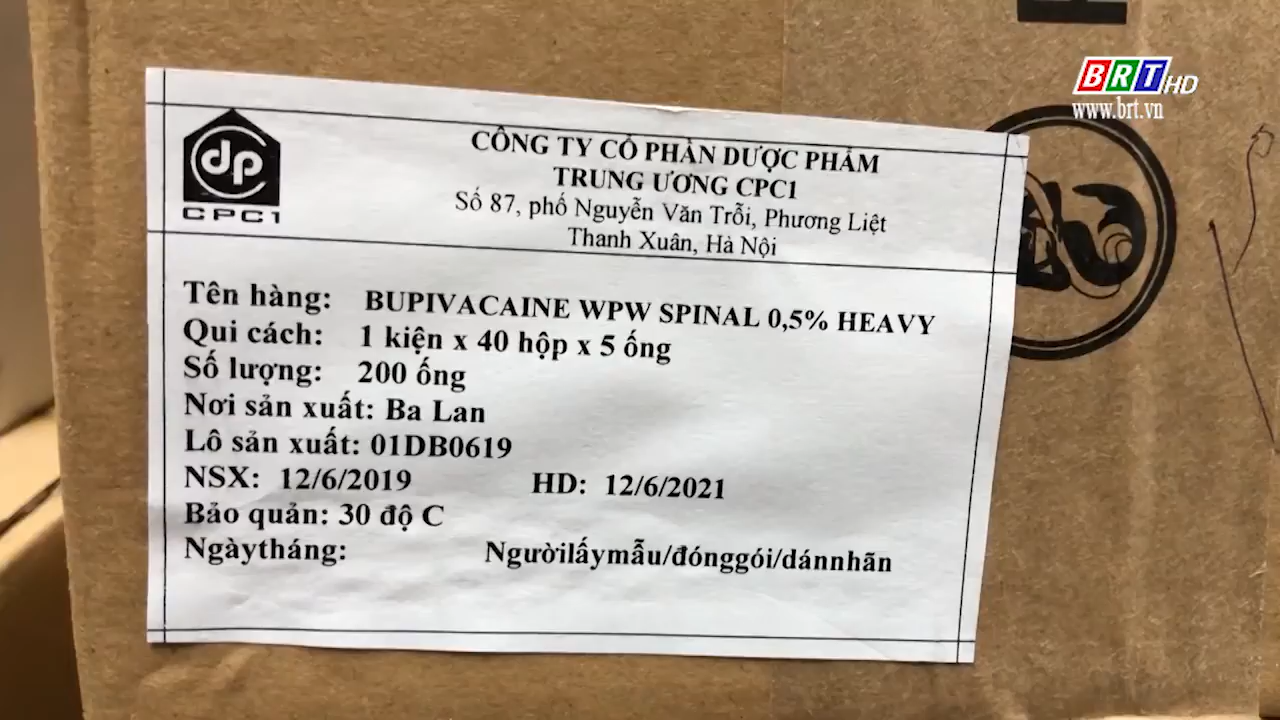 BRT HD
www.brt.vn
dp
CPC1
CÔNG TY CỔ PHẦN DƯỢC PHẨM
TRUNG ƯƠNG CPC1
Số 87, phố Nguyễn Văn Trỗi, Phương Liệt
Thanh Xuân, Hà Nội
Tên hàng: BUPIVACAINE WPW SPINAL 0,5% HEAVY
Qui cách: 1 kiện x 40 hộp x 5 ống
Số lượng: 200 ống
Nơi sản xuất: Ba Lan
Lô sản xuất: 01DB0619
NSX: 12/6/2019 HD: 12/6/2021
Bảo quản: 30 độ C
Ngàytháng: Ngườilấymẫu/đónggói/dánnhãn